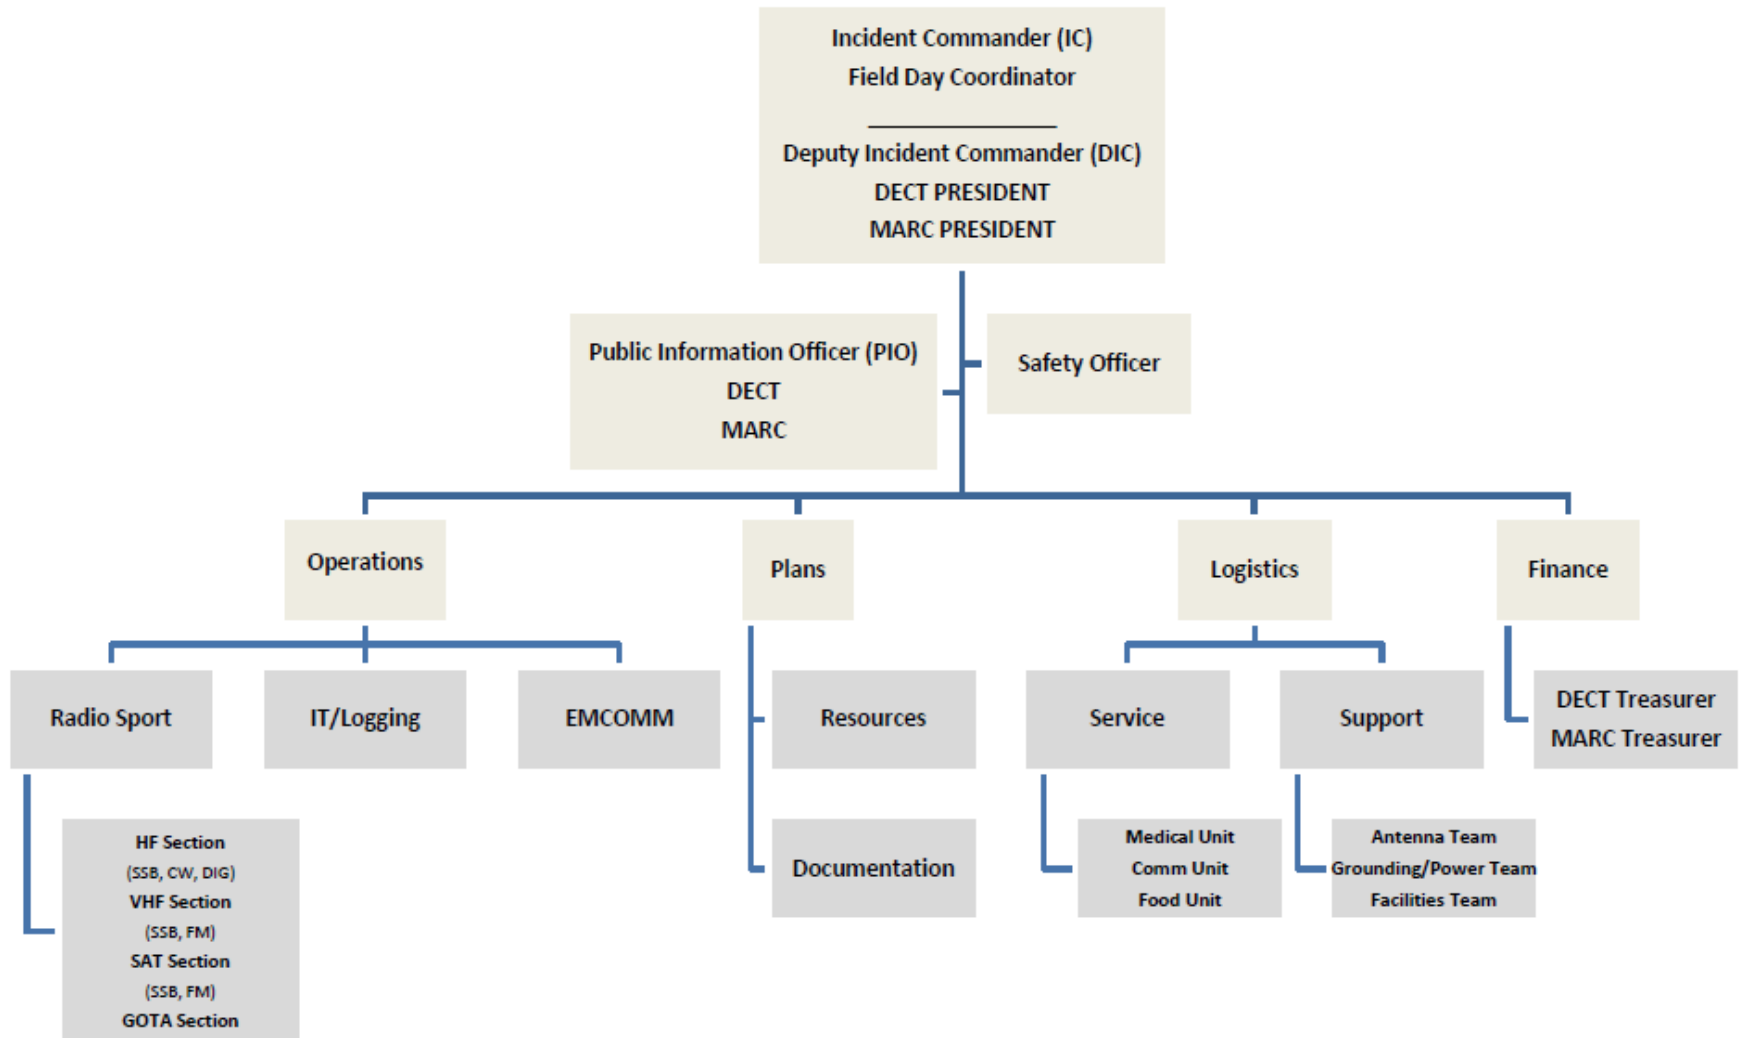 Incident Commander (IC)
Field Day Coordinator
Deputy Incident Commander (DIC)
DECT PRESIDENT
MARC PRESIDENT
Public Information Officer (PIO)
DECT
MARC
Safety Officer
Operations
Plans
Logistics
Finance
Radio Sport
IT/Logging
EMCOMM
Resources
Service
Support
DECT Treasurer
MARC Treasurer
HF Section
(SSB, CW, DIG)
VHF Section
(SSB, FM)
SAT Section
(SSB, FM)
GOTA Section
Documentation
Medical Unit
Comm Unit
Food Unit
Antenna Team
Grounding/Power Team
Facilities Team